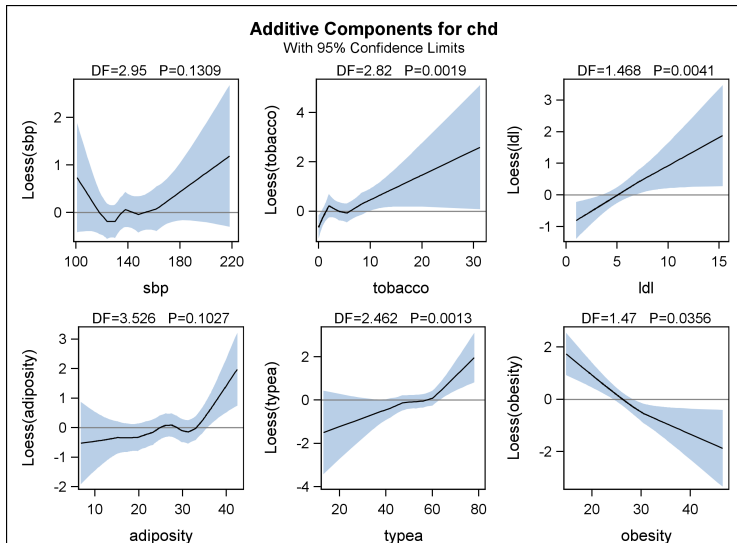 Additive Components for chd
With 95% Confidence Limits
DF=2.95 P=0.1309
Loess(sbp)
2
1
0
100 140 180 220
sbp
DF=2.82 P=0.0019
Loess(tobacco)
4
2
0
0 10 20 30
tobacco
DF=1.468 P=0.0041
Loess(ldl)
3
2
1
0
-1
0 5 10 15
ldl
DF=3.526 P=0.1027
Loess(adiposity)
3
2
1
0
-1
-2
10 20 30 40
adiposity
DF=2.462 P=0.0013
Loess(typea)
2
0
-2
-4
20 40 60 80
typea
DF=1.47 P=0.0356
Loess(obesity)
2
0
-2
20 30 40
obesity